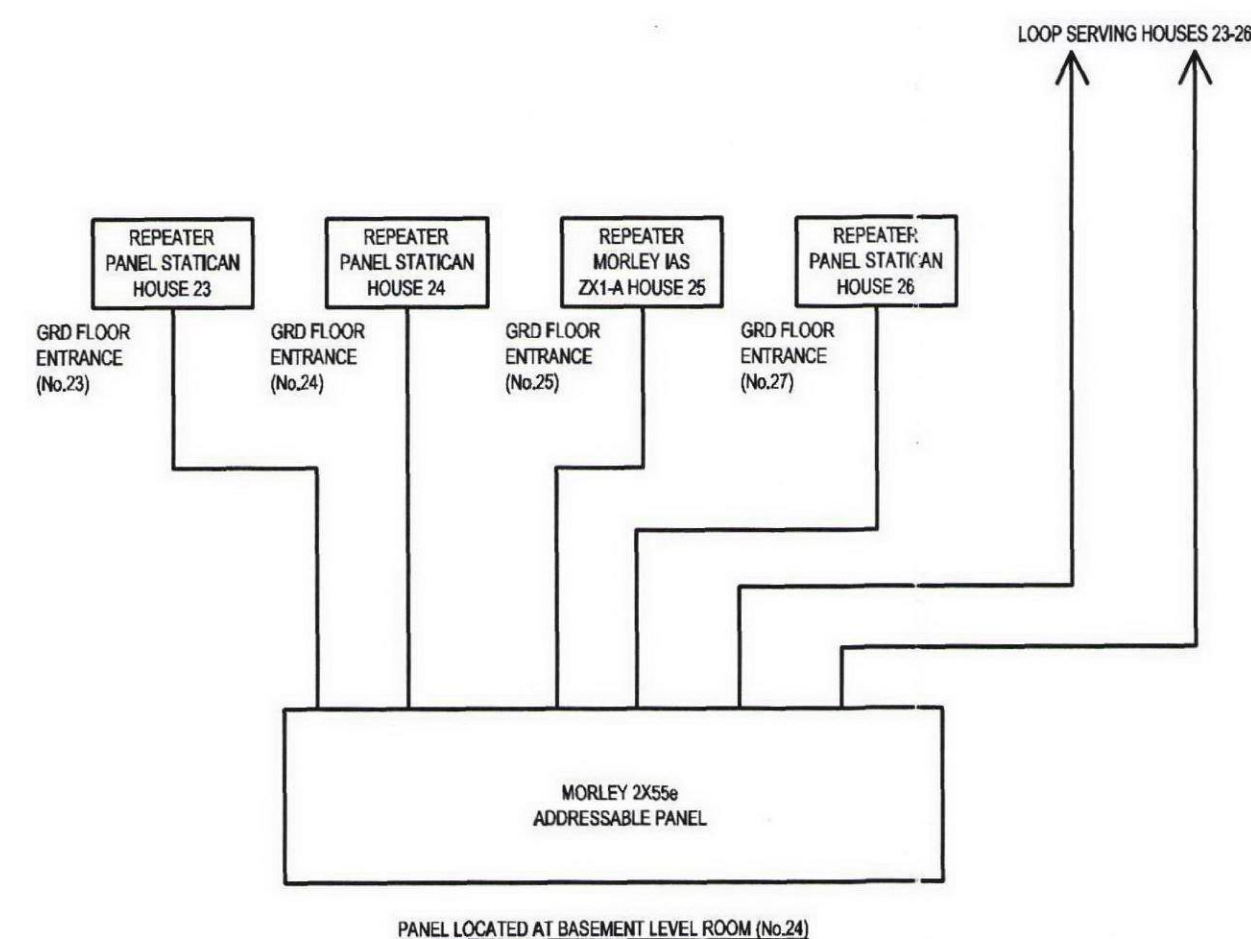 LOOP SERVING HOUSES 23-26
REPEATER
PANEL STATICAN
HOUSE 23
REPEATER
PANEL STATICAN
HOUSE 24
REPEATER
MORLEY IAS
ZX1-A HOUSE 25
REPEATER
PANEL STATICAN
HOUSE 26
GRD FLOOR
ENTRANCE
(No.23)
GRD FLOOR
ENTRANCE
(No.24)
GRD FLOOR
ENTRANCE
(No.25)
GRD FLOOR
ENTRANCE
(No.27)
MORLEY 2X55e
ADDRESSABLE PANEL
PANEL LOCATED AT BASEMENT LEVEL ROOM (No.24)